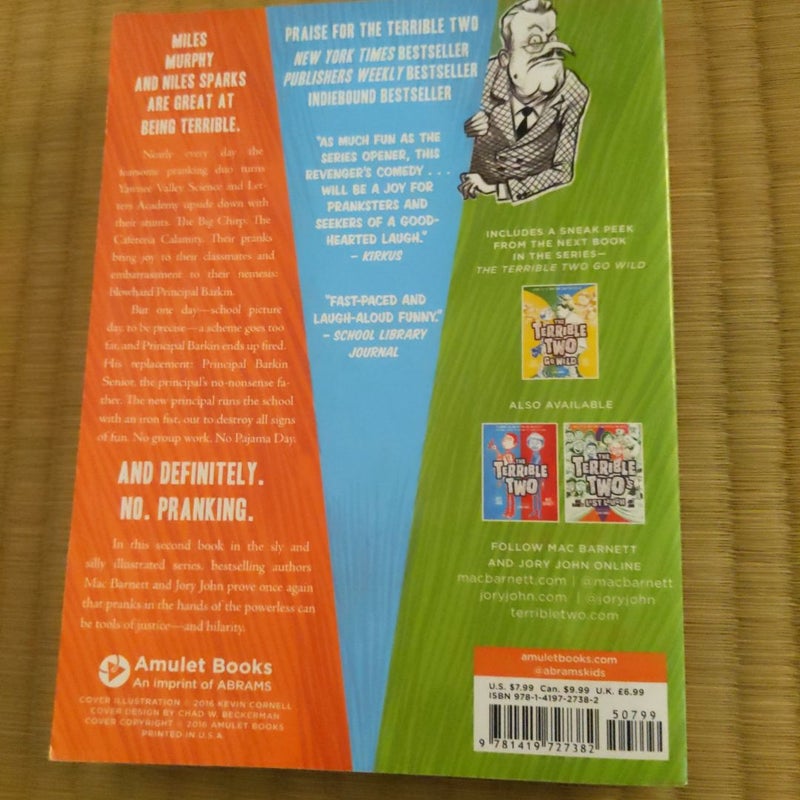 MILES
MURPHY
AND NILES SPARKS
ARE GREAT AT
BEING TERRIBLE.
Nearly every day the
fearsome pranking duo turns
Yawnee Valley Science and Let-
ters Academy upside down with
their stunts. The Big Chirp. The
Cafeteria Calamity. Their pranks
bring joy to their classmates and
embarrassment to their nemesis:
blowhard Principal Barkin.
But one day—school picture
day, to be precise—a scheme goes too
far, and Principal Barkin ends up fired.
His replacement: Principal Barkin
Senior, the principal's no-nonsense fa-
ther. The new principal runs the school
with an iron fist, out to destroy all signs
of fun. No group work. No Pajama Day.
AND DEFINITELY.
NO. PRANKING.
In this second book in the sly and
silly illustrated series, bestselling authors
Mac Barnett and Jory John prove once again
that pranks in the hands of the powerless can
be tools of justice—and hilarity.
Amulet Books
An imprint of ABRAMS
COVER ILLUSTRATION © 2016 KEVIN CORNELL
COVER DESIGN BY CHAD W. BECKERMAN
COVER COPYRIGHT © 2016 AMULET BOOKS
PRINTED IN U.S.A.
PRAISE FOR THE TERRIBLE TWO
NEW YORK TIMES BESTSELLER
PUBLISHERS WEEKLY BESTSELLER
INDIEBOUND BESTSELLER
"AS MUCH FUN AS THE
SERIES OPENER, THIS
REVENGER'S COMEDY . . .
WILL BE A JOY FOR
PRANKSTERS AND
SEEKERS OF A GOOD-
HEARTED LAUGH."
– KIRKUS
"FAST-PACED AND
LAUGH-ALOUD FUNNY."
– SCHOOL LIBRARY
JOURNAL
INCLUDES A SNEAK PEEK
FROM THE NEXT BOOK
IN THE SERIES—
THE TERRIBLE TWO GO WILD
THE
TERRIBLE
TWO
GO WILD
ALSO AVAILABLE
THE
TERRIBLE
TWO
THE
TERRIBLE
TWO'S
LAST LAUGH
FOLLOW MAC BARNETT
AND JORY JOHN ONLINE
macbarnett.com | @macbarnett
joryjohn.com | @joryjohn
terribletwo.com
amuletbooks.com
@abramskids
U.S. $7.99 Can. $9.99 U.K. £6.99
ISBN 978-1-4197-2738-2
50799
9 781419 727382